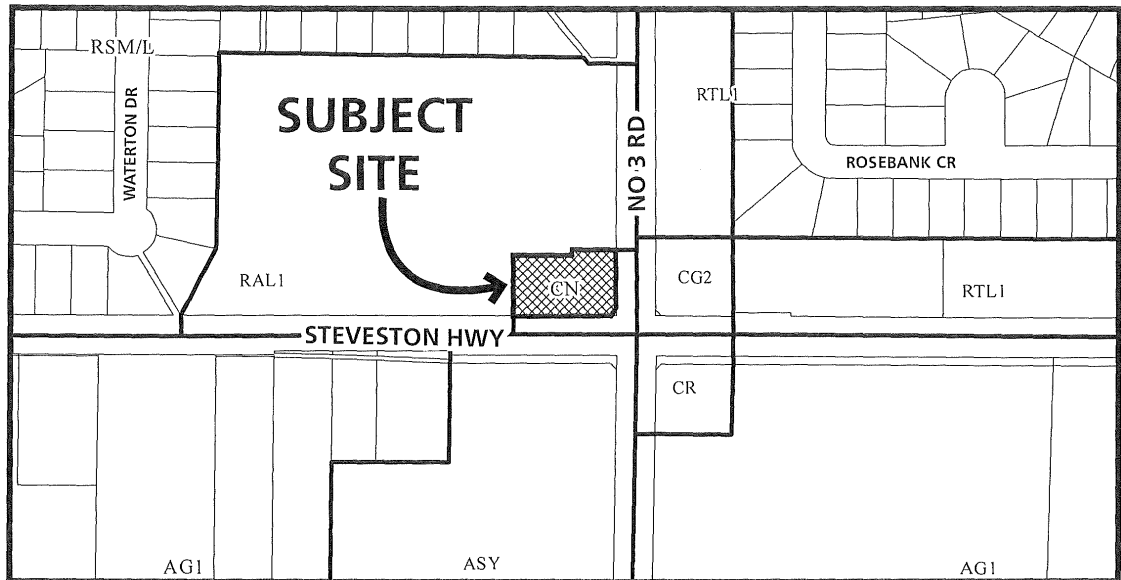 RSM/L
WATERTON DR
SUBJECT
SITE
NO 3 RD
RTL1
ROSEBANK CR
RAL1
CN
CG2
RTL1
STEVESTON HWY
CR
AG1
ASY
AG1